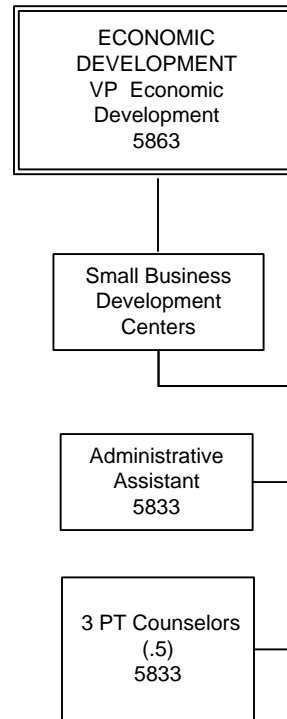 ECONOMIC
DEVELOPMENT
VP Economic
Development
5863
Small Business
Development
Centers
Administrative
Assistant
5833
3 PT Counselors
(.5)
5833